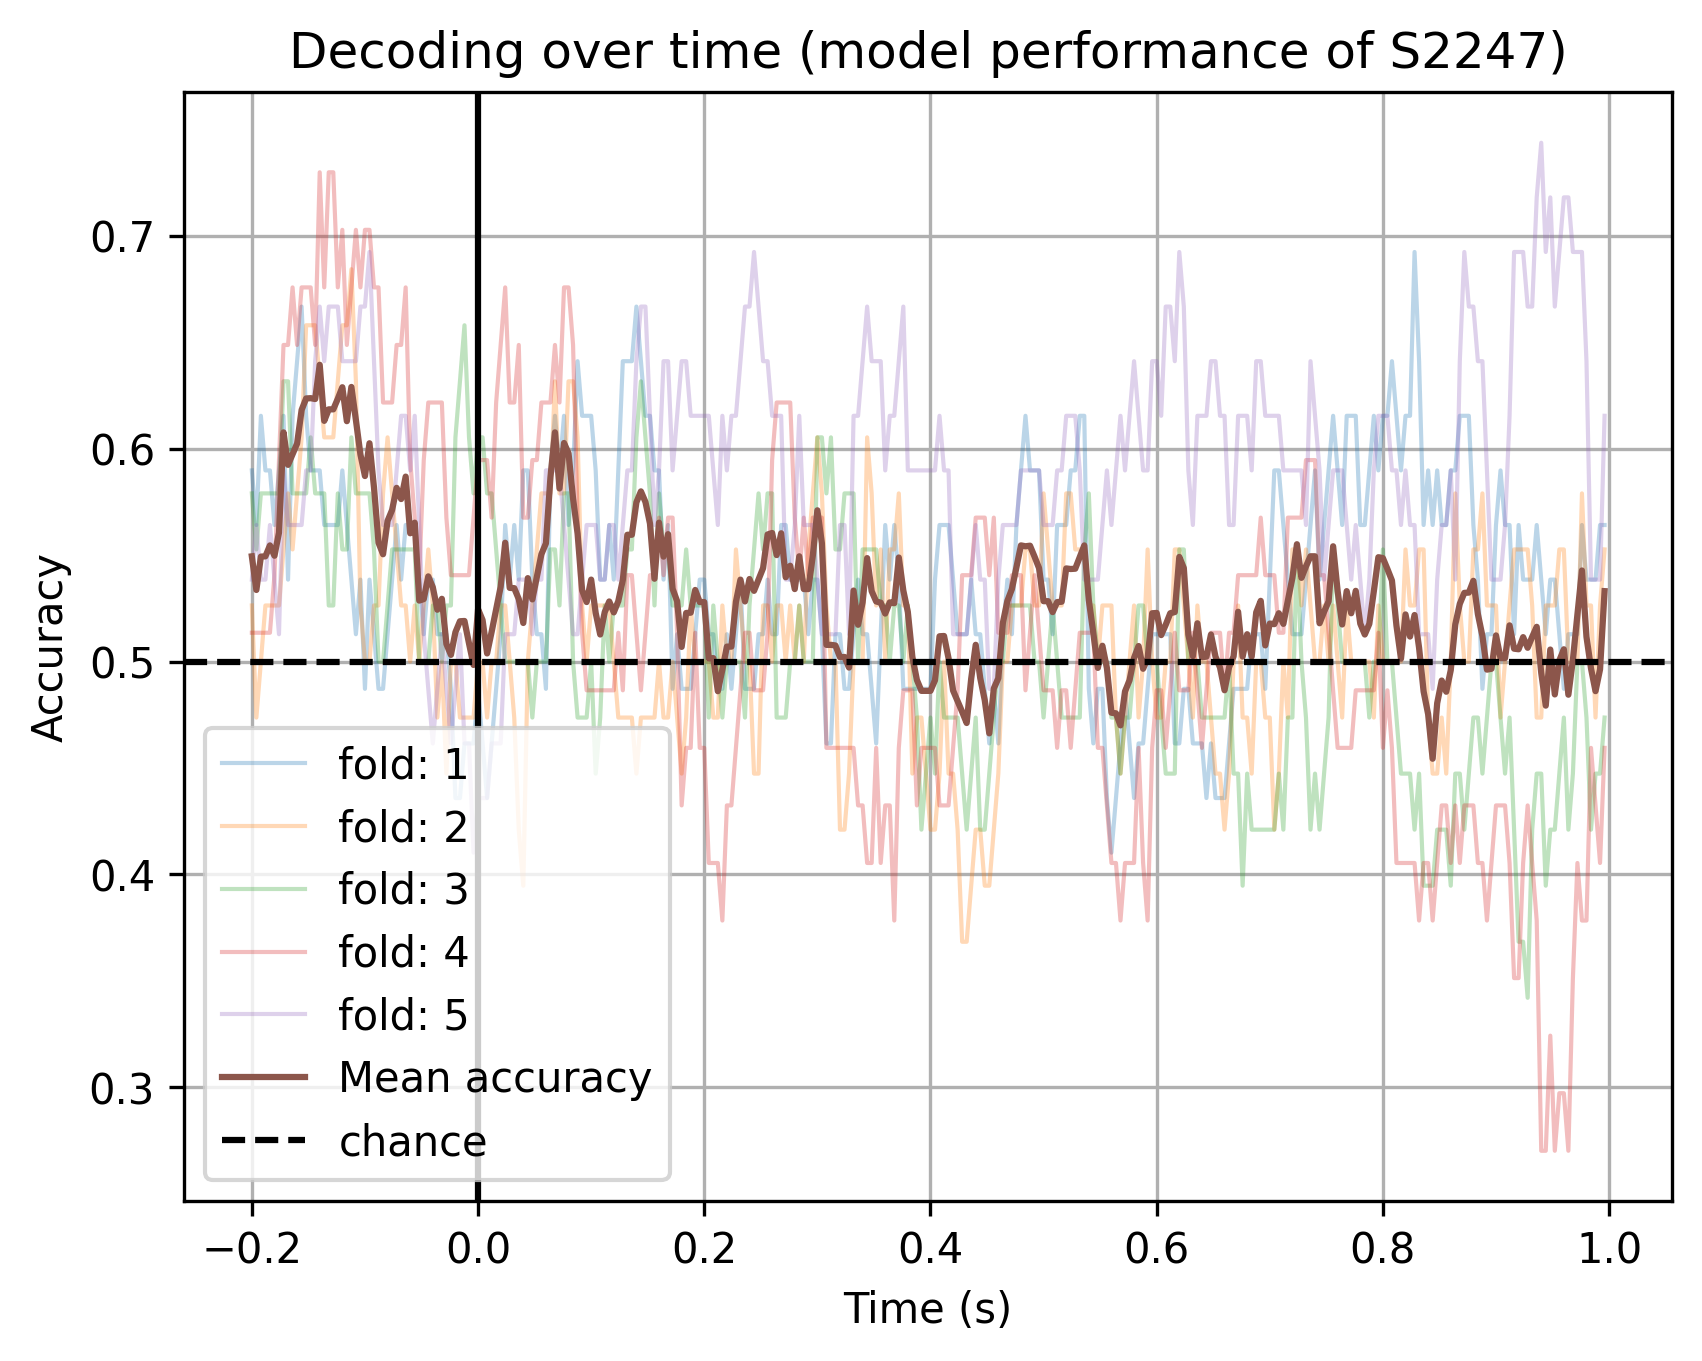 Decoding over time (model performance of S2247)
Accuracy
0.7
0.6
0.5
0.4
0.3
fold: 1
fold: 2
fold: 3
fold: 4
fold: 5
Mean accuracy
chance
−0.2 0.0 0.2 0.4 0.6 0.8 1.0
Time (s)